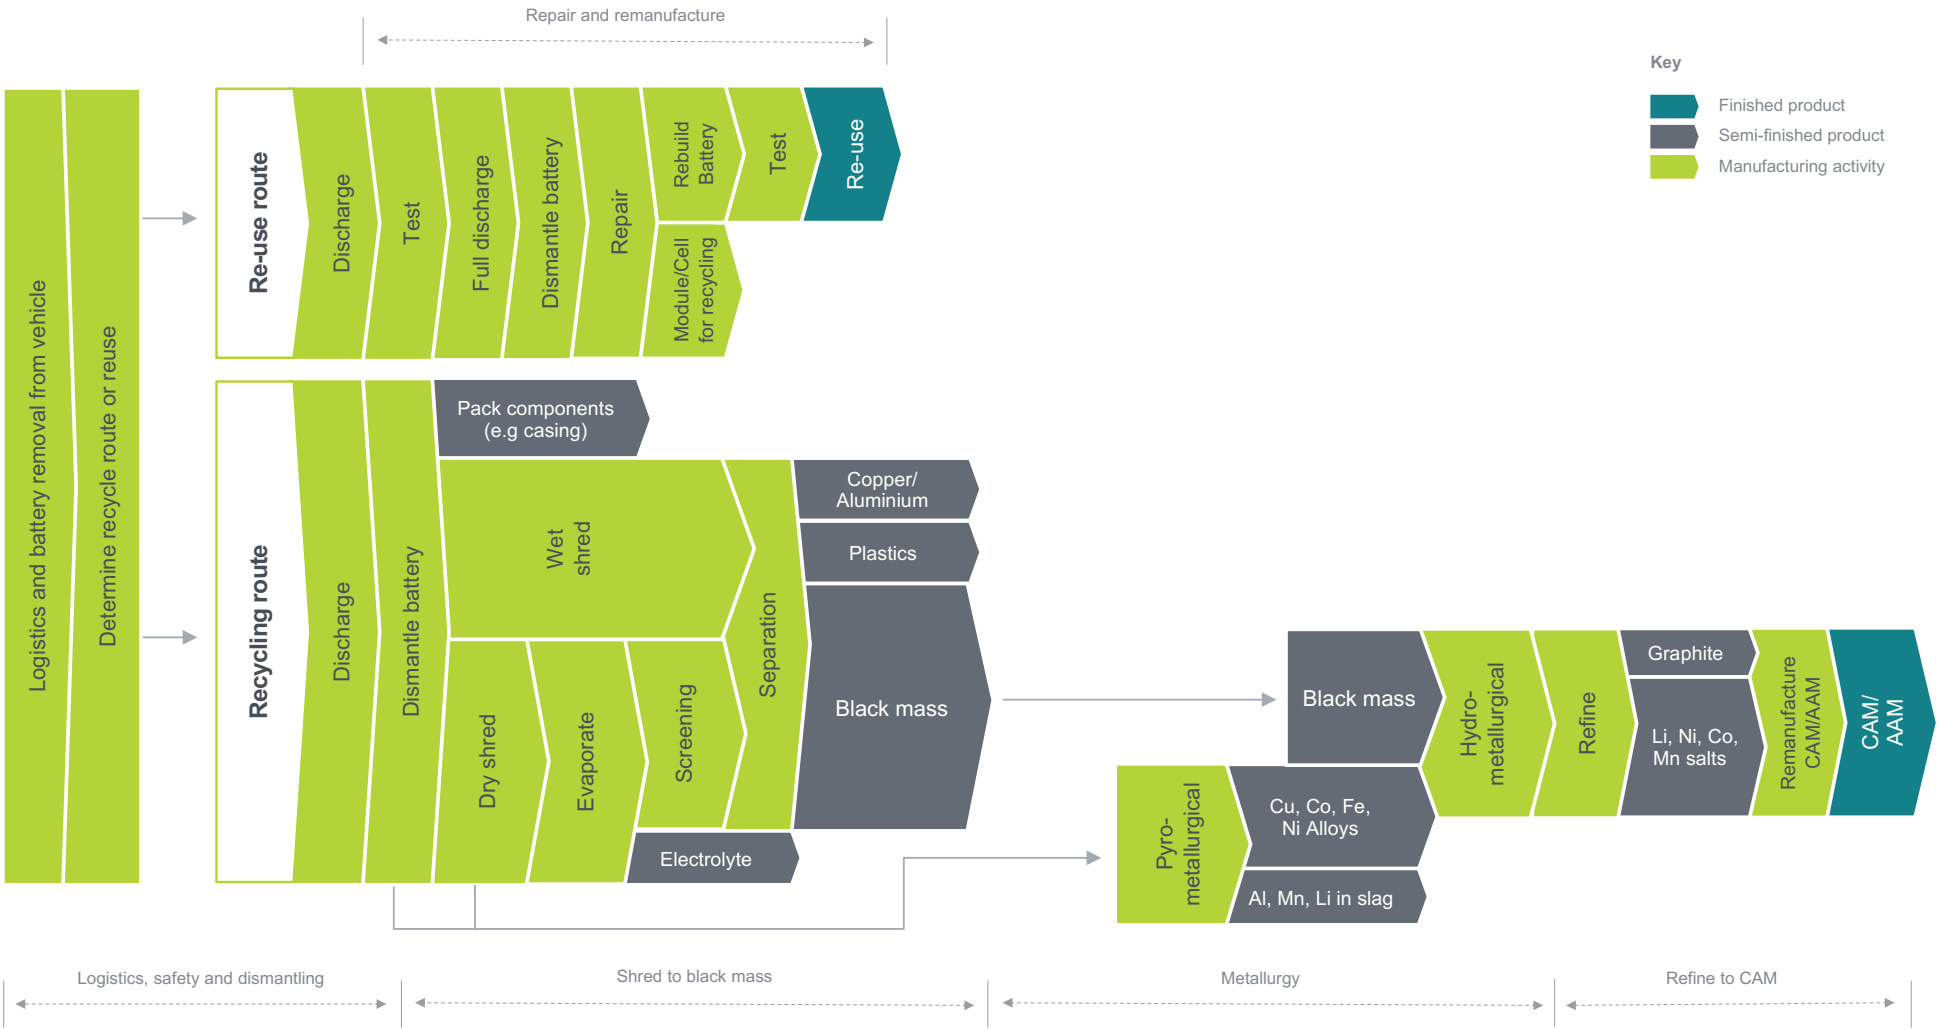 Repair and remanufacture
Key
Finished product
Semi-finished product
Manufacturing activity
Logistics and battery removal from vehicle
Determine recycle route or reuse
Re-use route
Discharge
Test
Full discharge
Dismantle battery
Repair
Rebuild
Battery
Test
Re-use
Module/Cell
for recycling
Recycling route
Discharge
Dismantle battery
Pack components
(e.g casing)
Wet
shred
Dry shred
Evaporate
Screening
Electrolyte
Separation
Copper/
Aluminium
Plastics
Black mass
Black mass
Pyro-
metallurgical
Cu, Co, Fe,
Ni Alloys
Al, Mn, Li in slag
Hydro-
metallurgical
Refine
Graphite
Li, Ni, Co,
Mn salts
Remanufacture
CAM/AAM
CAM/
AAM
Logistics, safety and dismantling
Shred to black mass
Metallurgy
Refine to CAM